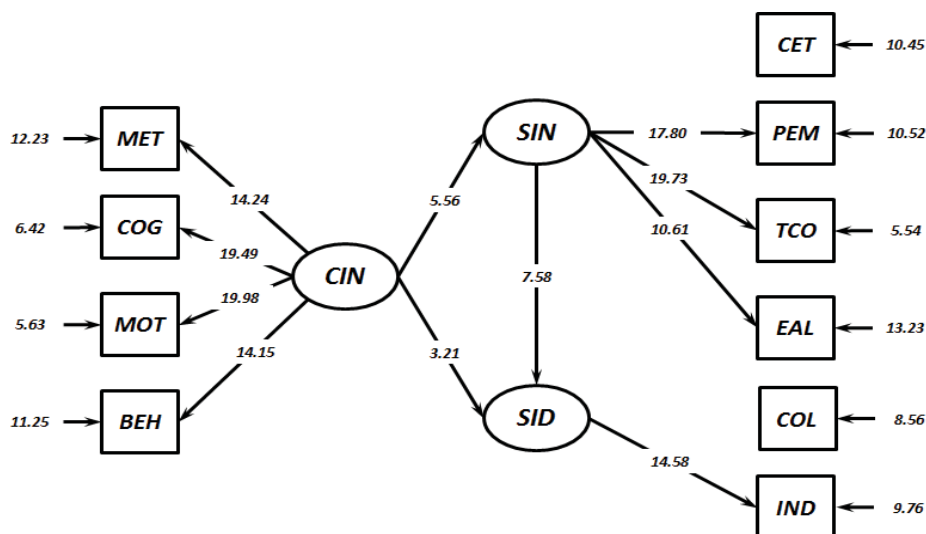 CET
10.45
12.23
MET
SIN
17.80
PEM
10.52
14.24
5.56
19.73
6.42
COG
19.49
CIN
10.61
TCO
5.54
7.58
5.63
MOT
19.98
EAL
13.23
14.15
3.21
11.25
BEH
SID
COL
8.56
14.58
IND
9.76